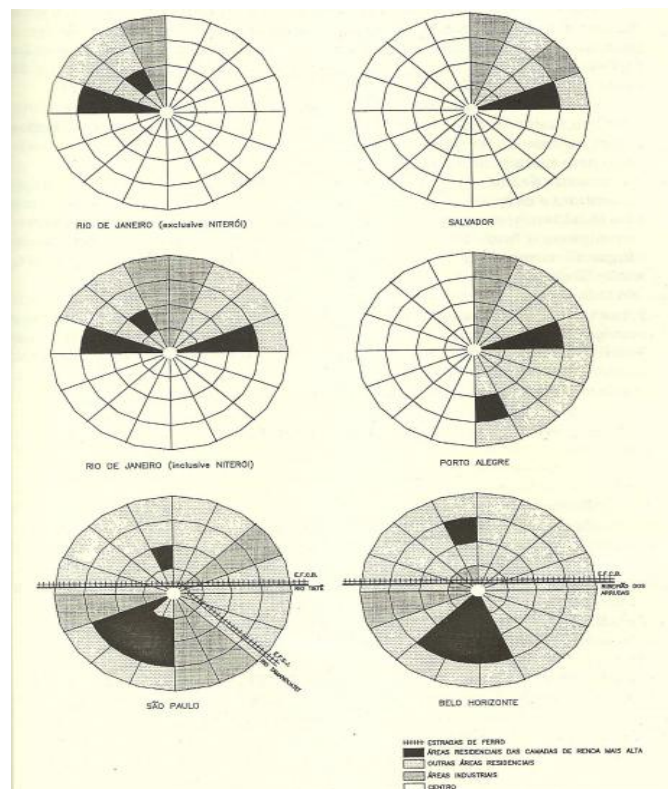 RIO DE JANEIRO (exclusive NITERÓI)
SALVADOR
RIO DE JANEIRO (inclusive NITERÓI)
PORTO ALEGRE
E.F.C.B.
RIO TIETÊ
E.F.S.J.
RIO TAMANDUATEÍ
SÃO PAULO
E.F.C.B.
RIBEIRÃO DOS
ARRUDAS
BELO HORIZONTE
ESTRADAS DE FERRO
ÁREAS RESIDENCIAIS DAS CAMADAS DE RENDA MAIS ALTA
OUTRAS ÁREAS RESIDENCIAIS
ÁREAS INDUSTRIAIS
CENTRO